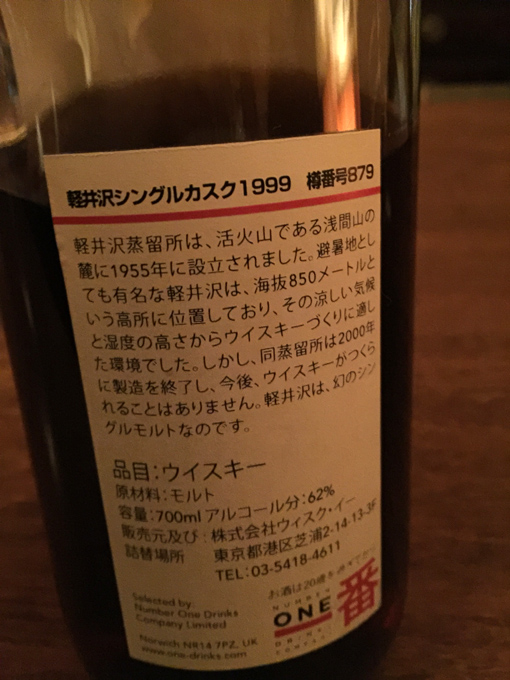 軽井沢シングルカスク1999 樽番号879
軽井沢蒸留所は、活火山である浅間山の
麓に1955年に設立されました。避暑地とし
ても有名な軽井沢は、海抜850メートルと
いう高所に位置しており、その涼しい気候
と湿度の高さからウイスキーづくりに適し
た環境でした。しかし、同蒸留所は2000年
に製造を終了し、今後、ウイスキーがつくら
れることはありません。軽井沢は、幻のシン
グルモルトなのです。
品目:ウイスキー
原材料:モルト
容量:700ml アルコール分:62%
販売元及び:株式会社ウィスク・イー
詰替場所 東京都港区芝浦2-14-13-3F
TEL:03-5418-4611
お酒は20歳を過ぎてから
Selected by:
Number One Drinks
Company Limited
Norwich NR14 7PZ, UK
www.one-drinks.com
NUMBER
ONE
DRINKS
COMPANY
番